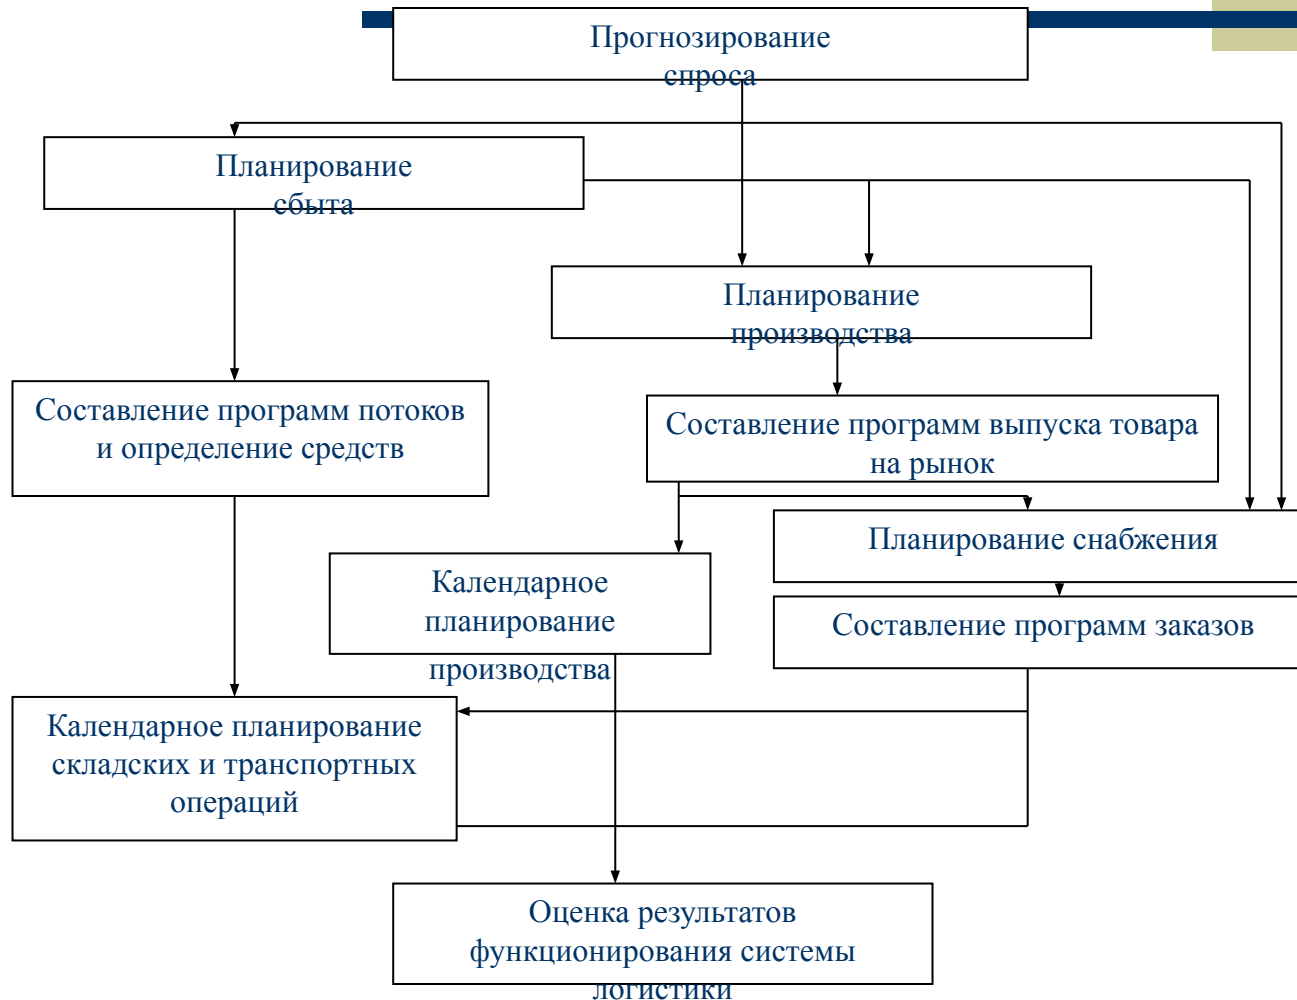 Прогнозирование
спроса
Планирование
сбыта
Планирование
производства
Составление программ потоков
и определение средств
Составление программ выпуска товара
на рынок
Планирование снабжения
Календарное
планирование
производства
Составление программ заказов
Календарное планирование
складских и транспортных
операций
Оценка результатов
функционирования системы
логистики